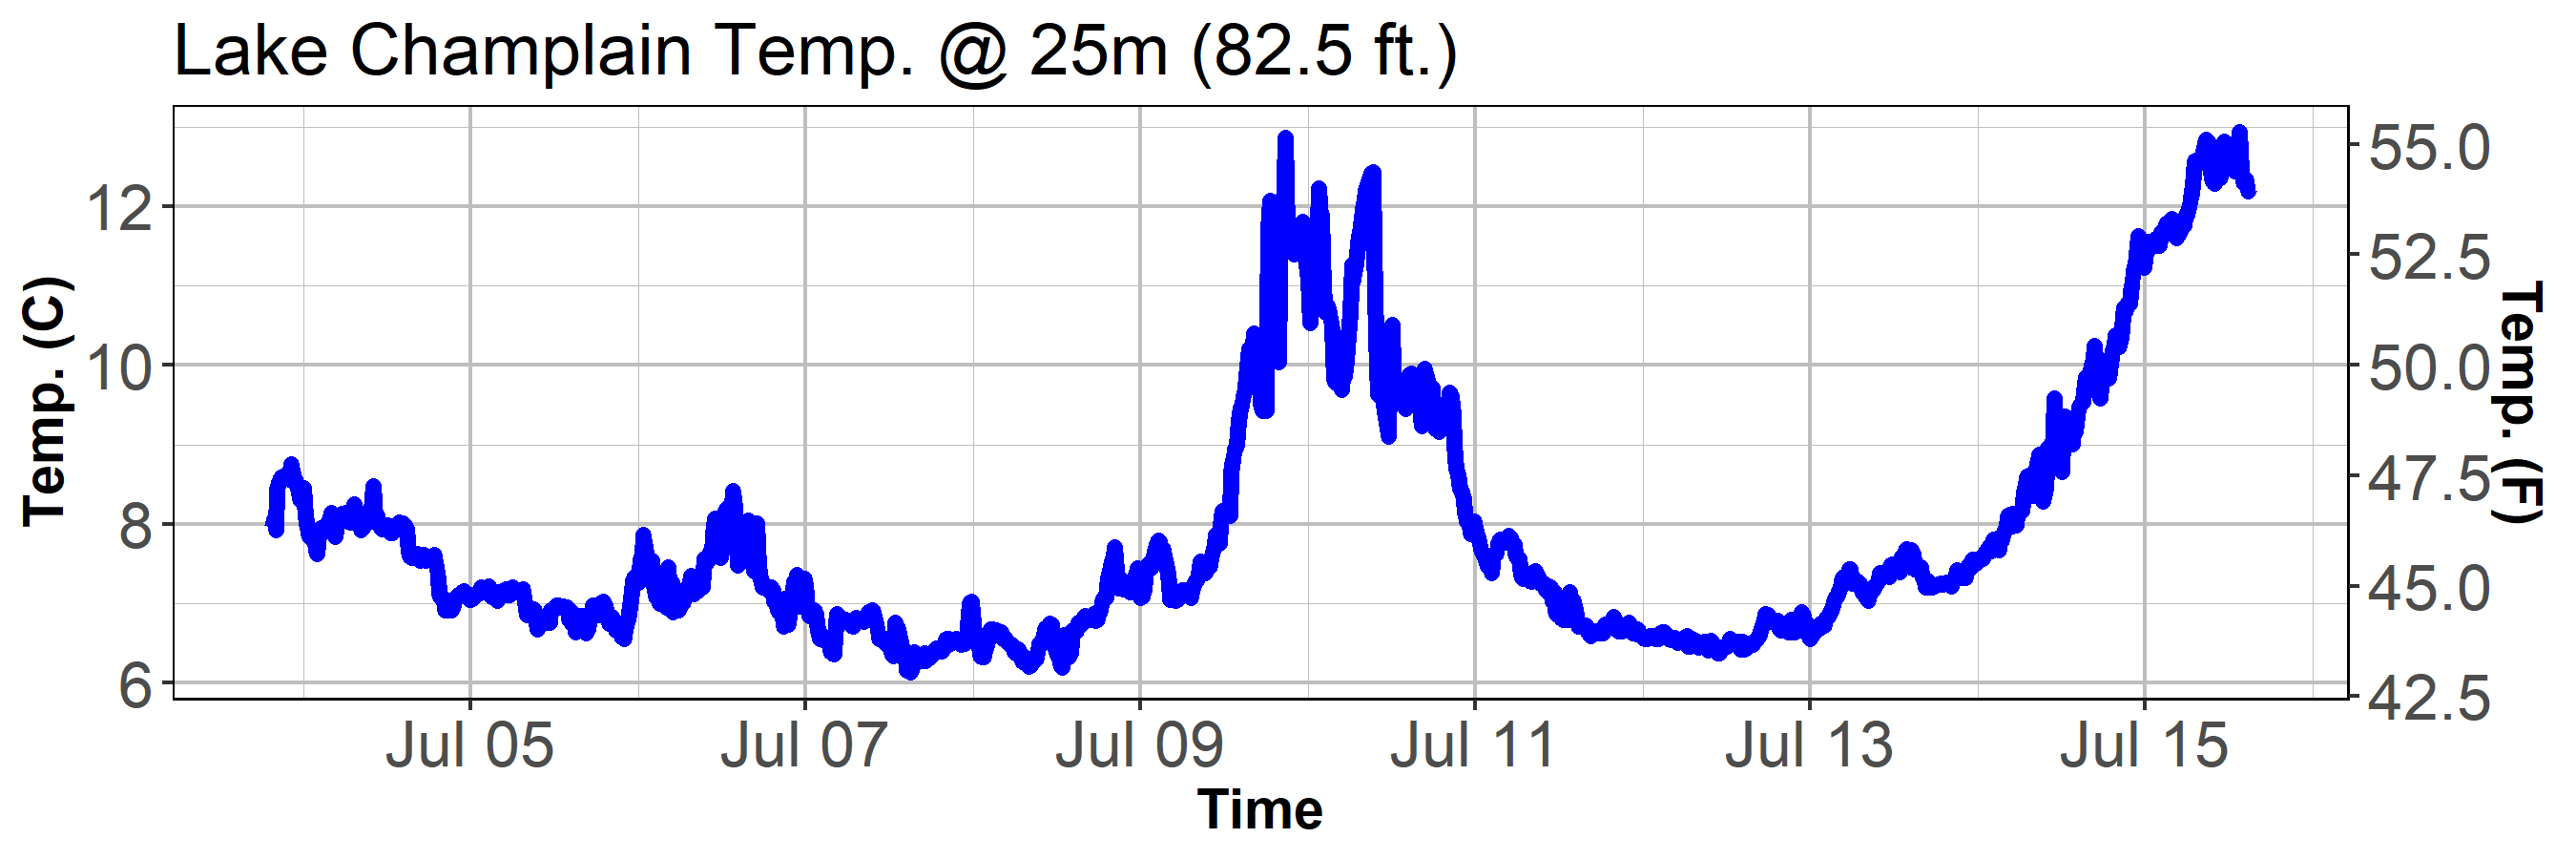 Lake Champlain Temp. @ 25m (82.5 ft.)
Temp. (C)
12
10
8
6
55.0
52.5
50.0
47.5
45.0
42.5
Temp. (F)
Jul 05 Jul 07 Jul 09 Jul 11 Jul 13 Jul 15
Time